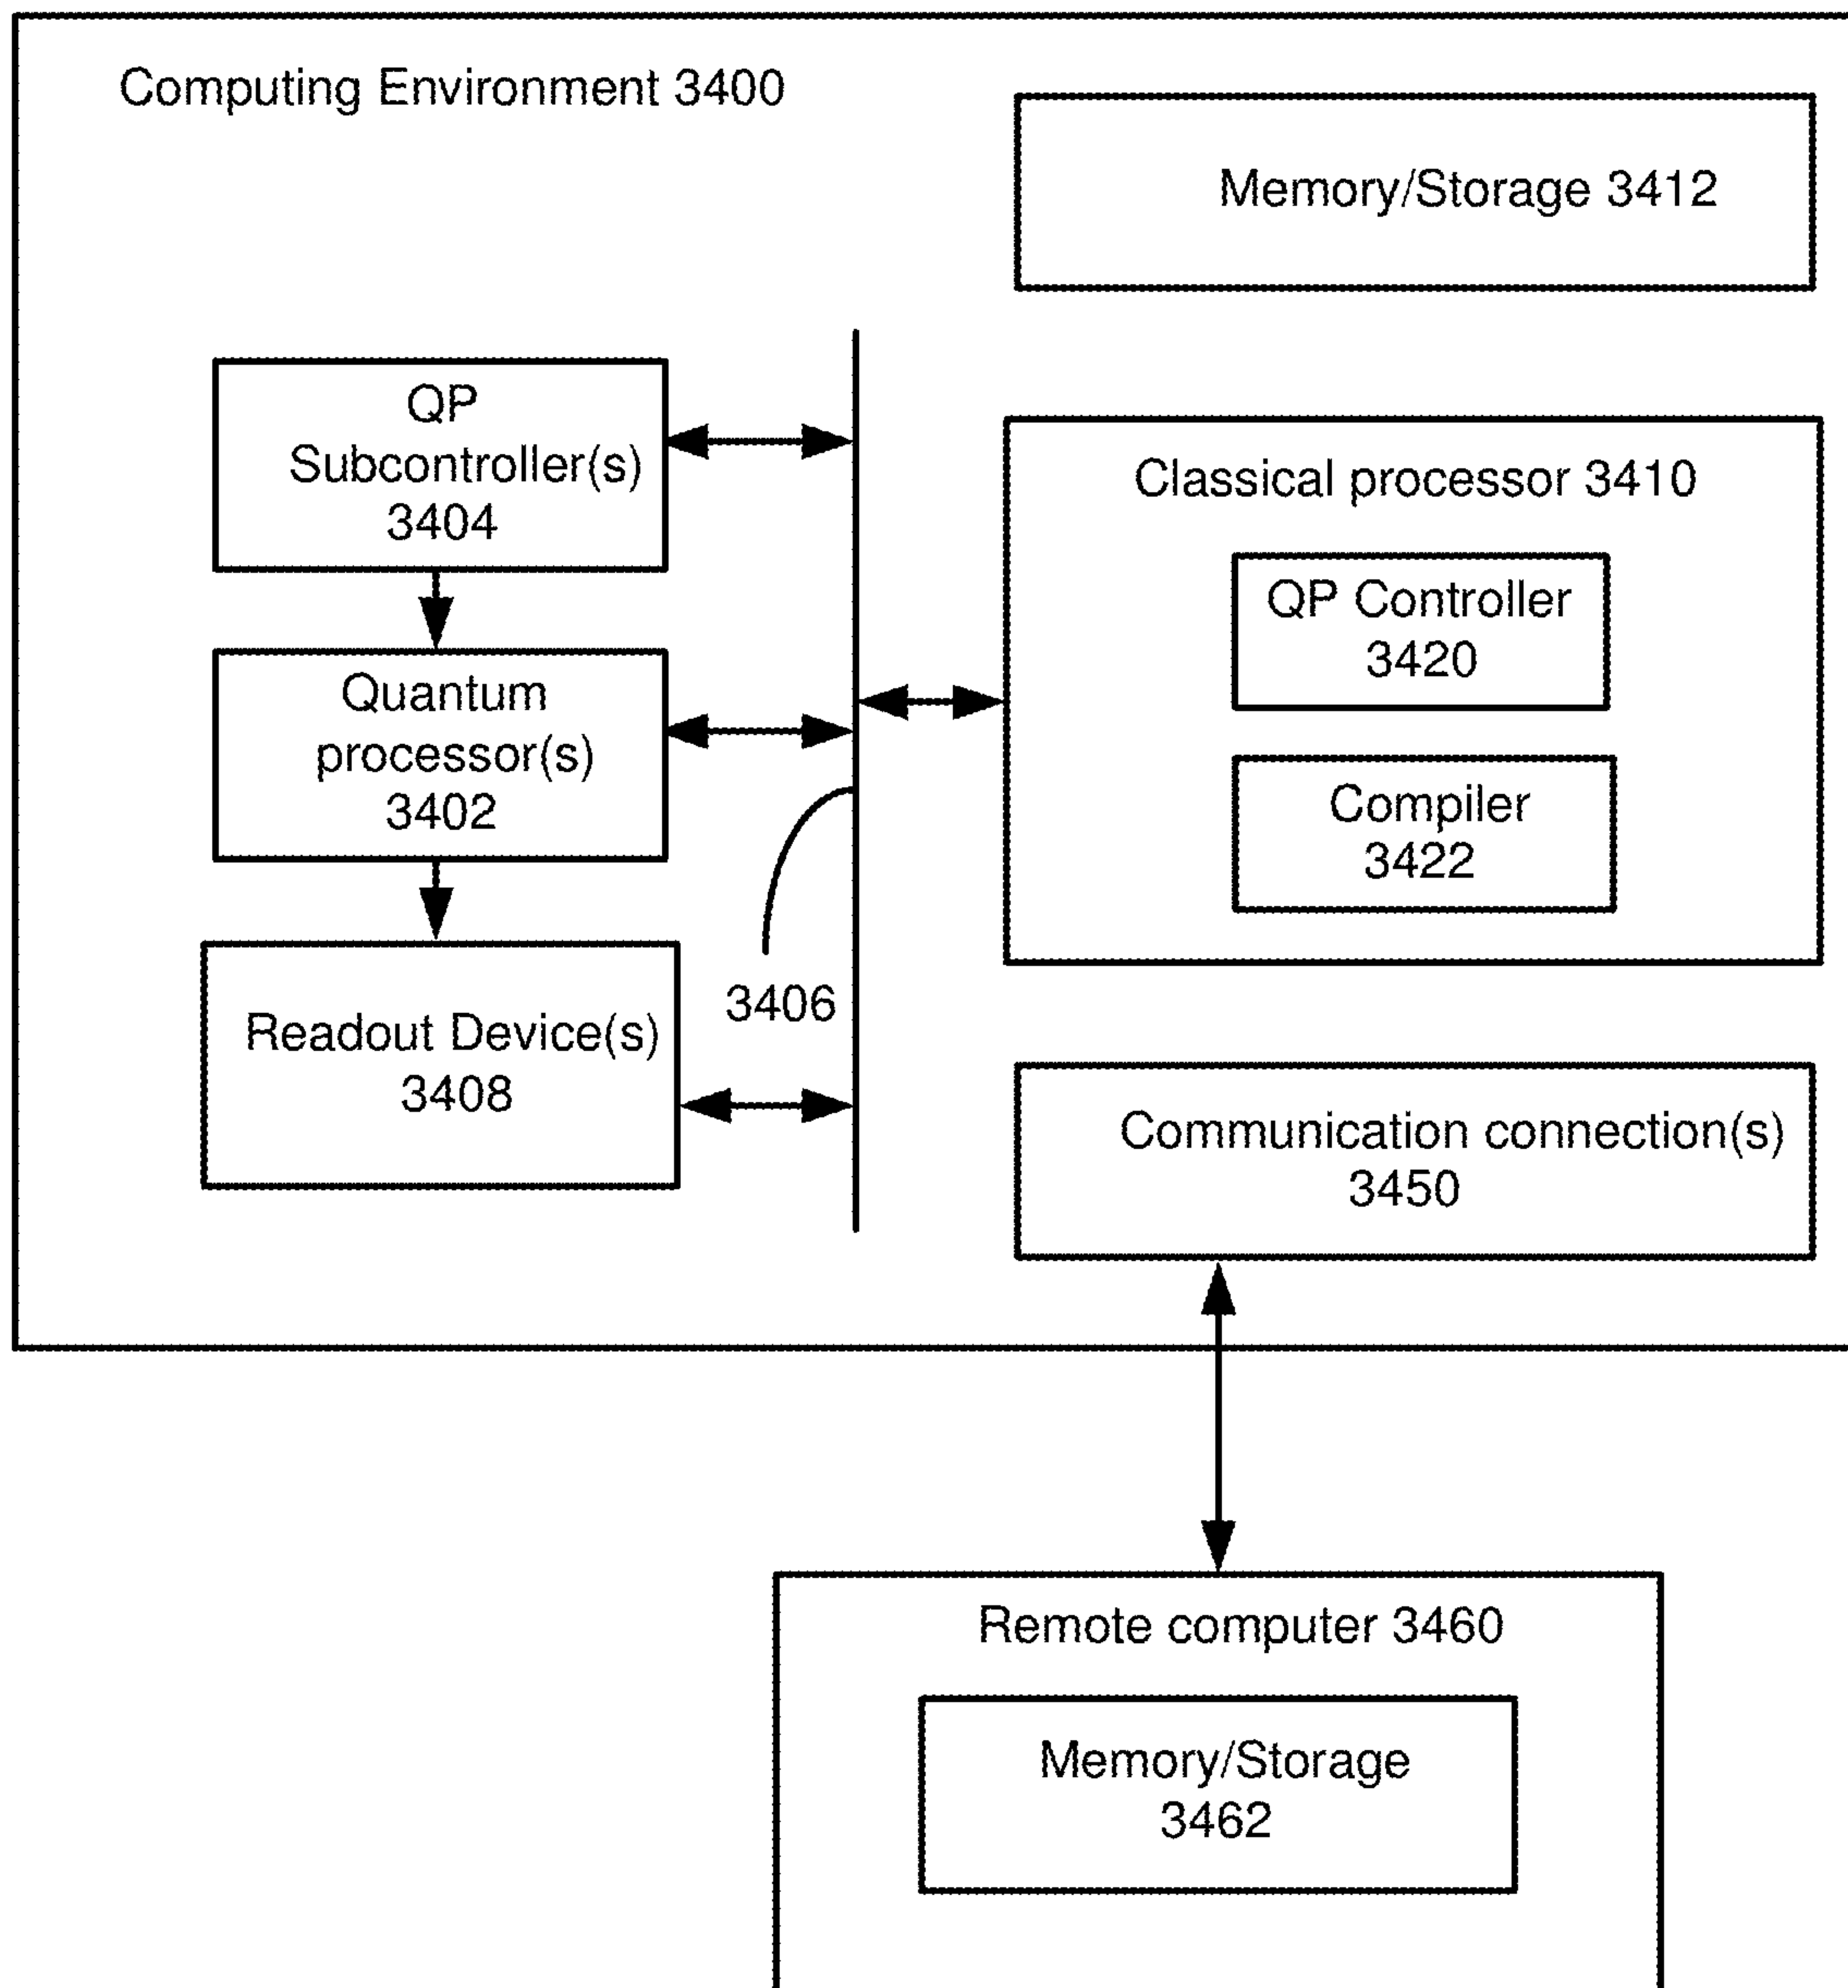 Computing Environment 3400
Memory/Storage 3412
QP
Subcontroller(s)
3404
Quantum
processor(s)
3402
Readout Device(s)
3408
3406
Classical processor 3410
QP Controller
3420
Compiler
3422
Communication connection(s)
3450
Remote computer 3460
Memory/Storage
3462